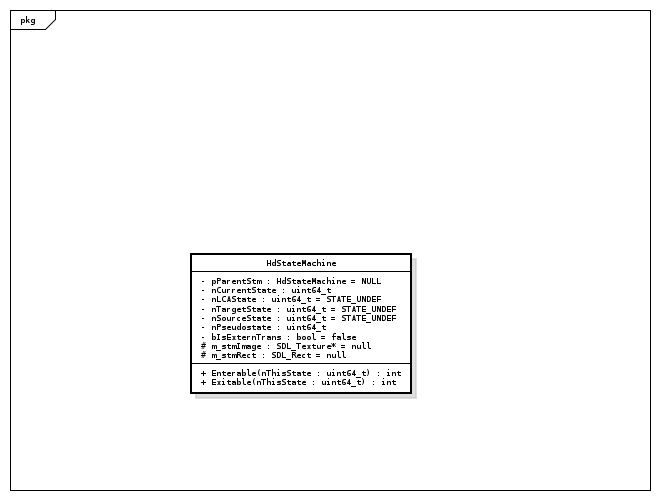 pkg
HdStateMachine
- pParentStm : HdStateMachine = NULL
- nCurrentState : uint64_t
- nLCAState : uint64_t = STATE_UNDEF
- nTargetState : uint64_t = STATE_UNDEF
- nSourceState : uint64_t = STATE_UNDEF
- nPseudostate : uint64_t
- bIsExternTrans : bool = false
# m_stmImage : SDL_Texture* = null
# m_stmRect : SDL_Rect = null
+ Enterable(nThisState : uint64_t) : int
+ Exitable(nThisState : uint64_t) : int